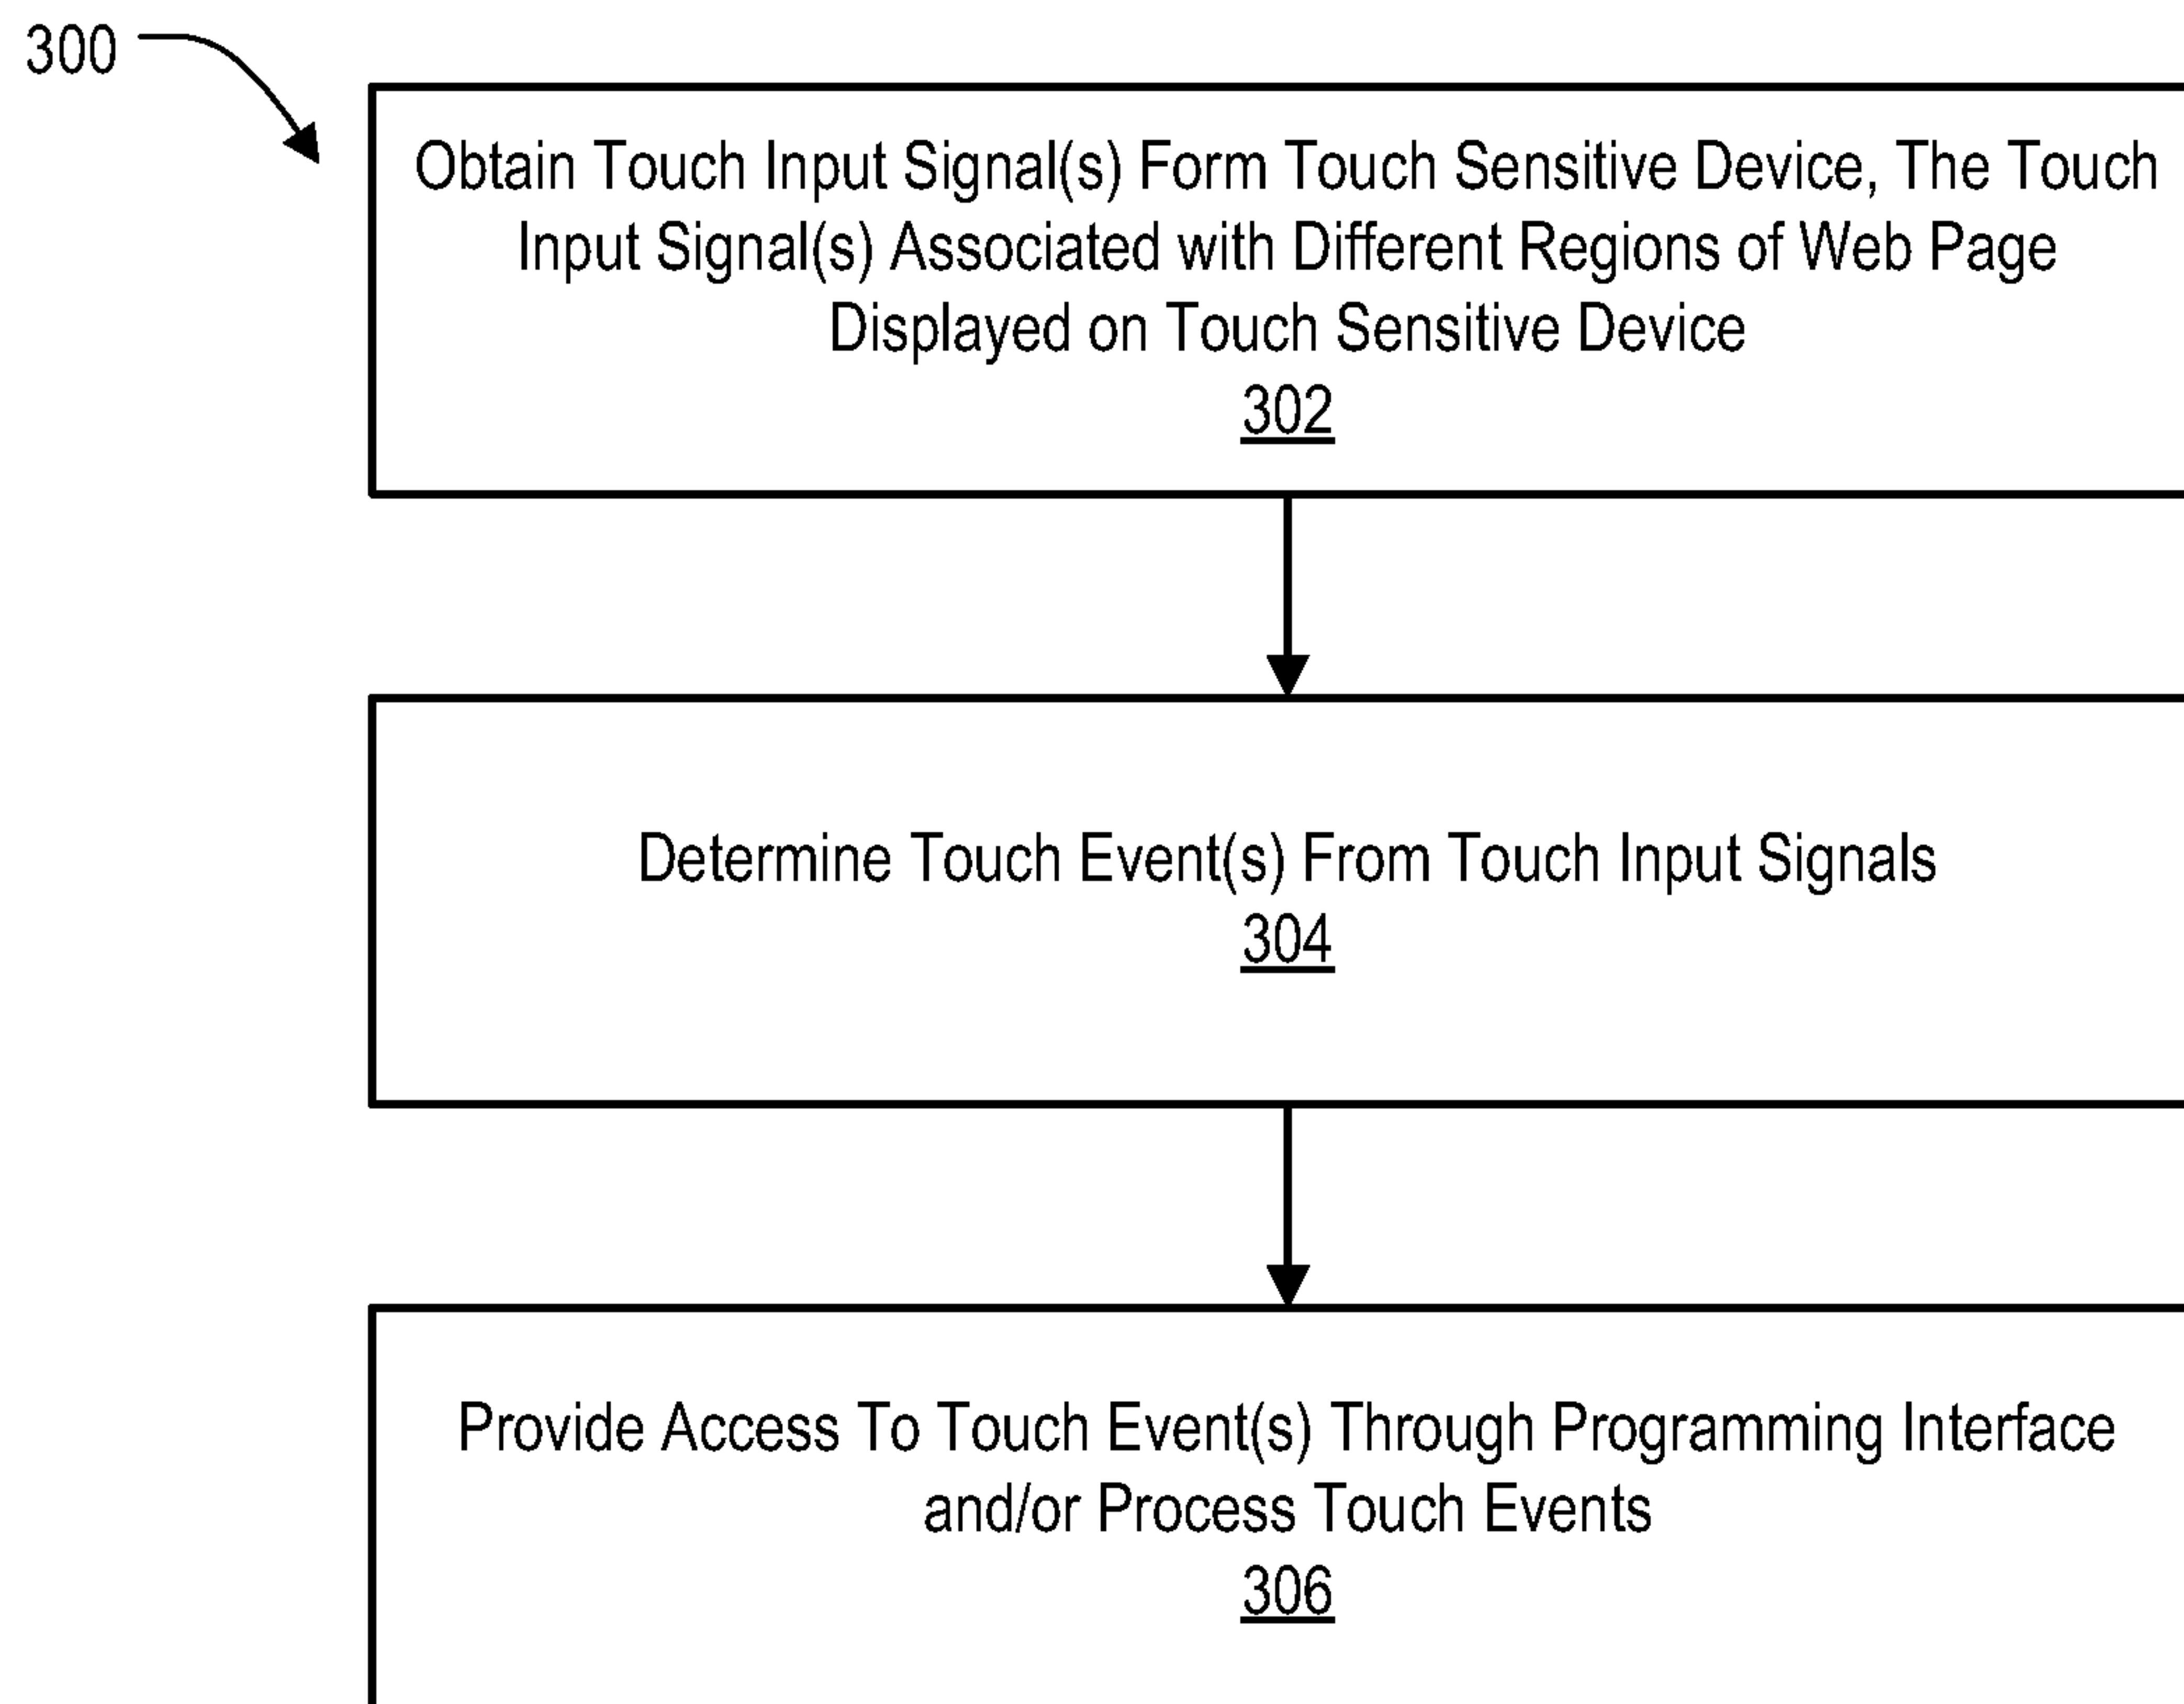 300
Obtain Touch Input Signal(s) Form Touch Sensitive Device, The Touch
Input Signal(s) Associated with Different Regions of Web Page
Displayed on Touch Sensitive Device
302
Determine Touch Event(s) From Touch Input Signals
304
Provide Access To Touch Event(s) Through Programming Interface
and/or Process Touch Events
306